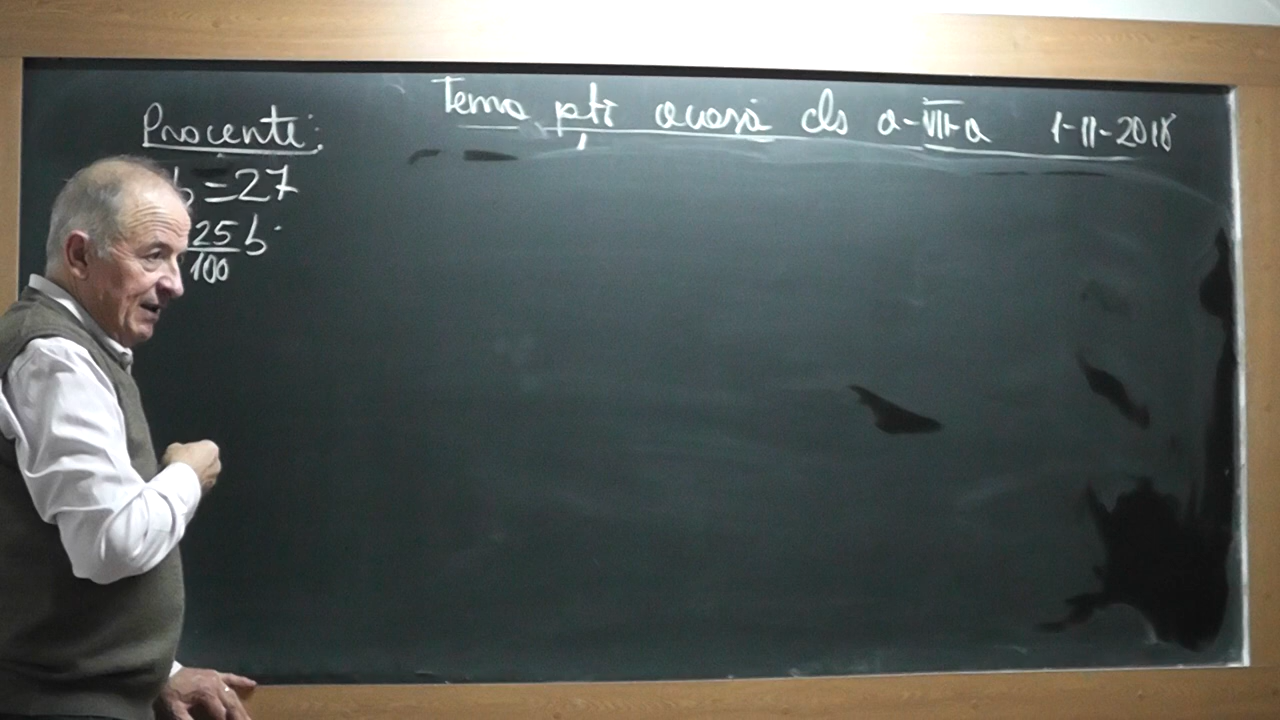 Tema ptr acasă cls a-VII-a 1-11-2018
Procente:
b=27
25/100 b